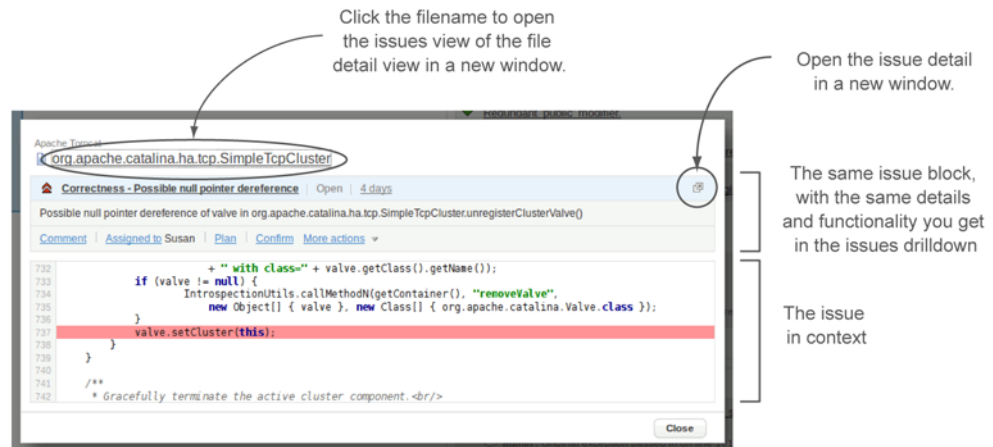 Click the filename to open
the issues view of the file
detail view in a new window.
Open the issue detail
in a new window.
Redundant public modifier.
Apache Tomcat
org.apache.catalina.ha.tcp.SimpleTcpCluster
Correctness - Possible null pointer dereference | Open | 4 days
Possible null pointer dereference of valve in org.apache.catalina.ha.tcp.SimpleTcpCluster.unregisterClusterValve()
Comment | Assigned to Susan | Plan | Confirm More actions
The same issue block,
with the same details
and functionality you get
in the issues drilldown
732 + " with class=" + valve.getClass().getName());
733 if (valve != null) {
734 IntrospectionUtils.callMethodN(getContainer(), "removeValve",
735 new Object[] { valve }, new Class[] { org.apache.catalina.Valve.class });
736 }
737 valve.setCluster(this);
738 }
739 }
740
741 /**
742 * Gracefully terminate the active cluster component.<br/>
The issue
in context
Close